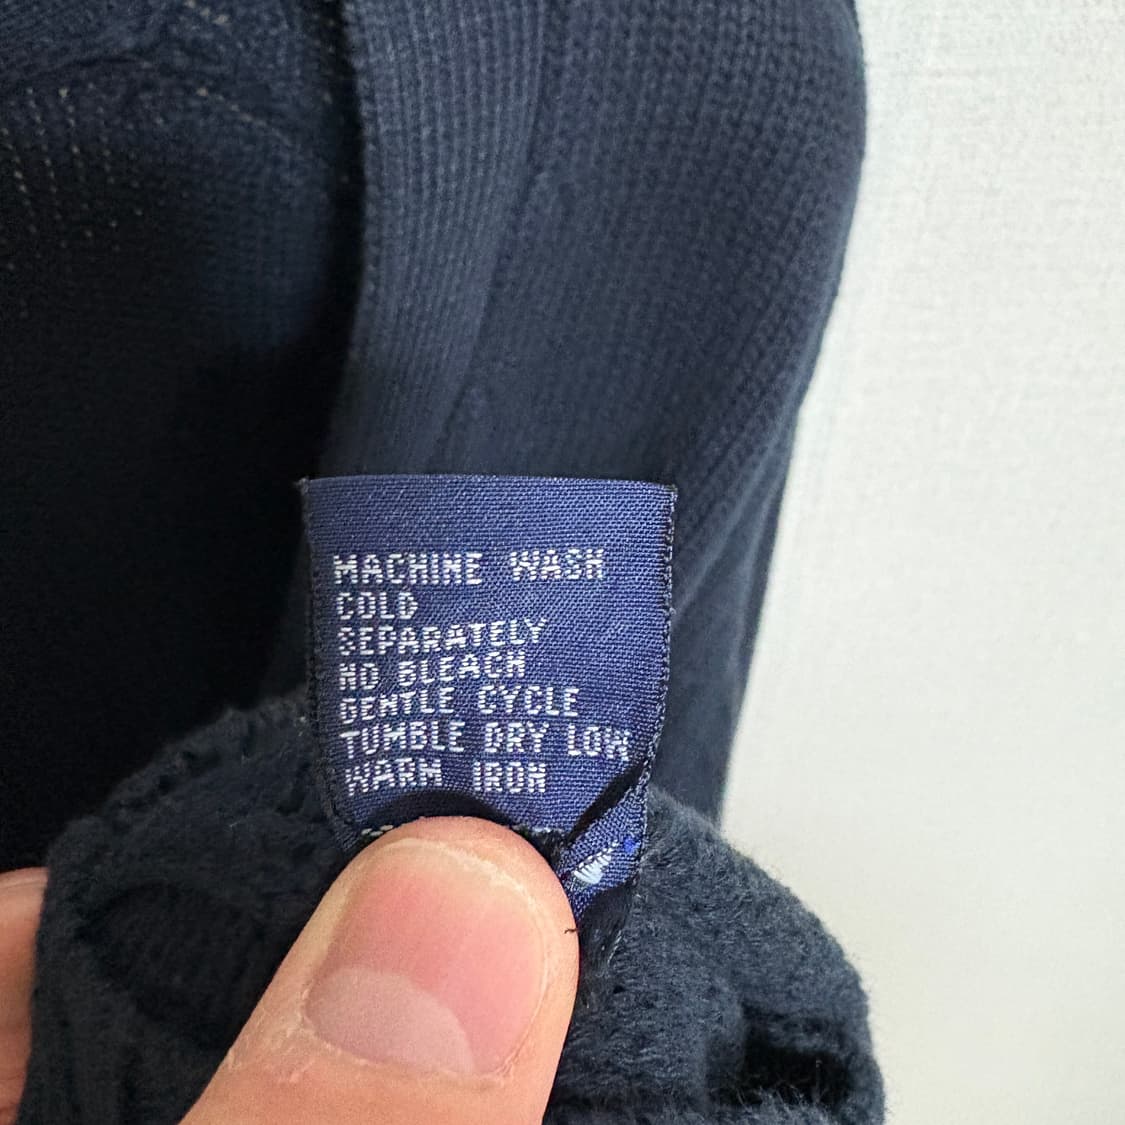 MACHINE WASH
COLD
SEPARATELY
NO BLEACH
GENTLE CYCLE
TUMBLE DRY LOW
WARM IRON